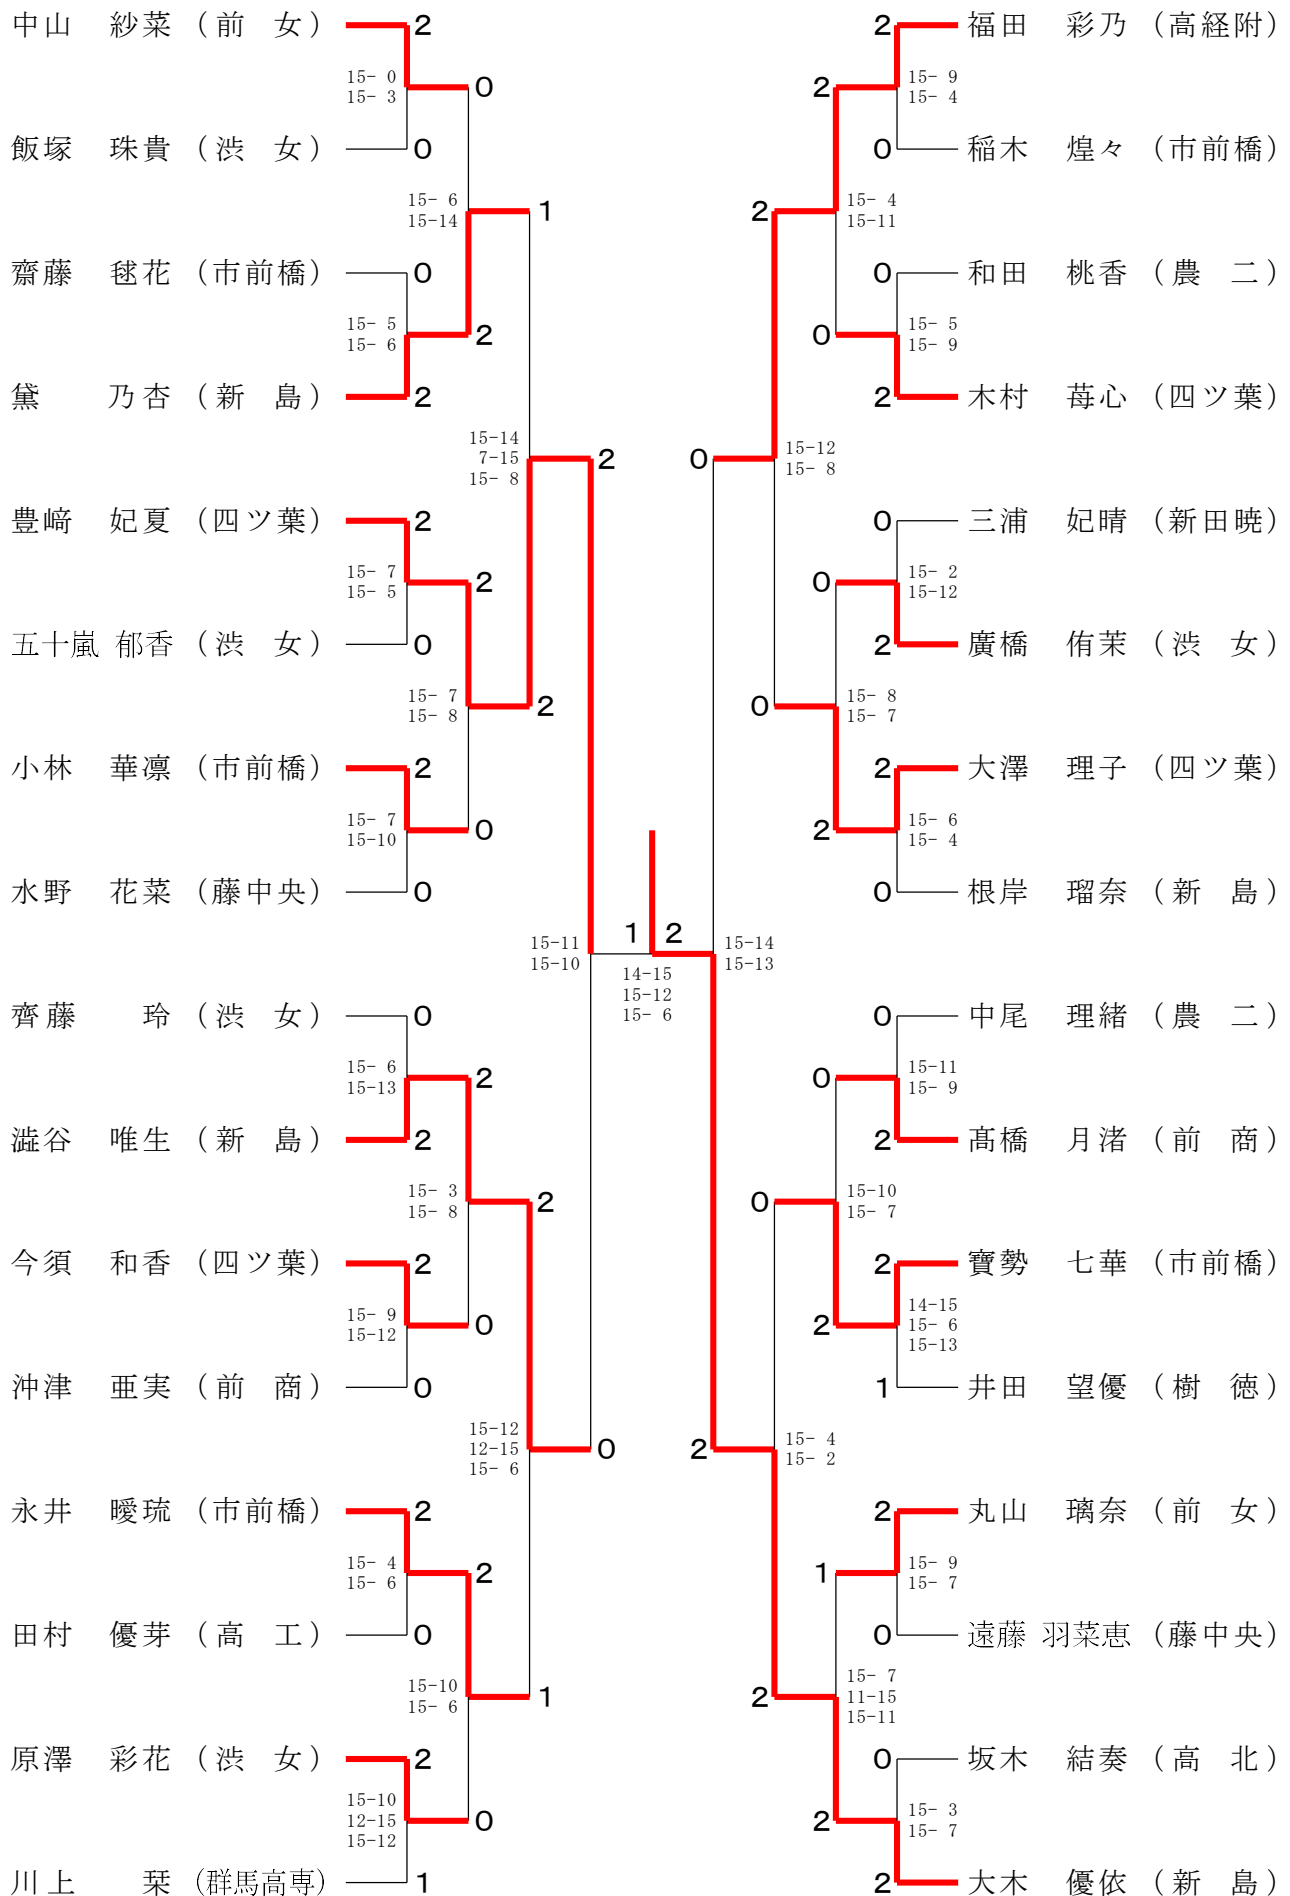 中山 紗菜 (前 女) 2 2 福田 彩乃 (高経附)
15- 0 15- 9
15- 3 0 2 15- 4
飯塚 珠貴 (渋 女) 0 0 稲木 煌々 (市前橋)
15- 6 15- 4
15-14 1 2 15-11
齋藤 毬花 (市前橋) 0 0 和田 桃香 (農 二)
15- 5 15- 5
15- 6 2 0 15- 9
黛 乃杏 (新 島) 2 2 木村 苺心 (四ツ葉)
15-14
7-15 2 0 15-12
15- 8 15- 8
豊﨑 妃夏 (四ツ葉) 2 0 三浦 妃晴 (新田暁)
15- 7 15- 2
15- 5 2 0 15-12
五十嵐 郁香 (渋 女) 0 2 廣橋 侑茉 (渋 女)
15- 7 15- 8
15- 8 2 0 15- 7
小林 華凛 (市前橋) 2 2 大澤 理子 (四ツ葉)
15- 7 15- 6
15-10 0 2 15- 4
水野 花菜 (藤中央) 0 0 根岸 瑠奈 (新 島)
15-11 1 2 15-14
15-10 15-13
14-15
15-12
15- 6
齊藤 玲 (渋 女) 0 0 中尾 理緒 (農 二)
15- 6 15-11
15-13 2 0 15- 9
澁谷 唯生 (新 島) 2 2 髙橋 月渚 (前 商)
15- 3 15-10
15- 8 2 0 15- 7
今須 和香 (四ツ葉) 2 2 寶勢 七華 (市前橋)
15- 9 14-15
15-12 0 2 15- 6
15-13
沖津 亜実 (前 商) 0 1 井田 望優 (樹 徳)
15-12
12-15 0 2 15- 4
15- 6 15- 2
永井 曖琉 (市前橋) 2 2 丸山 璃奈 (前 女)
15- 4 15- 9
15- 6 2 1 15- 7
田村 優芽 (高 工) 0 0 遠藤 羽菜恵 (藤中央)
15-10 15- 7
15- 6 1 2 11-15
15-11
原澤 彩花 (渋 女) 2 0 坂木 結奏 (高 北)
15-10 15- 3
12-15 0 2 15- 7
15-12
川上 栞 (群馬高専) 1 2 大木 優依 (新 島)